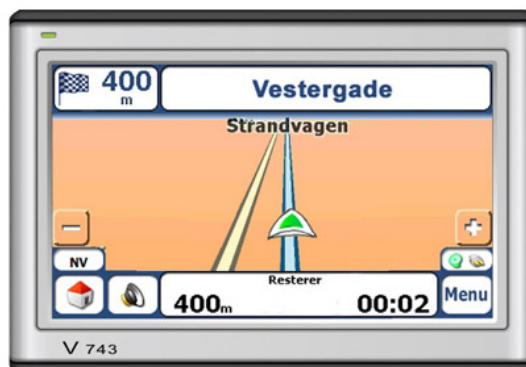 400 m
Vestergade
Strandvagen
−
+
NV
Resterer
400m 00:02
Menu
V 743